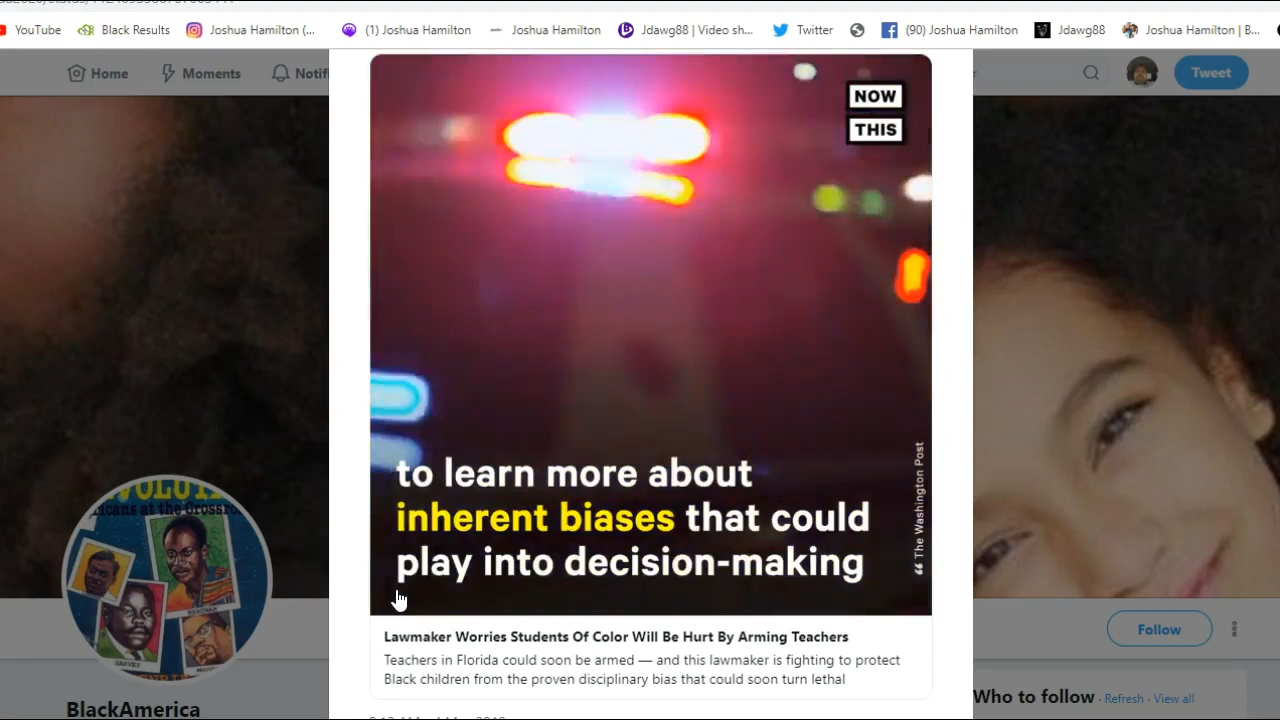 YouTube
Black Results
Joshua Hamilton (...
(1) Joshua Hamilton
Joshua Hamilton
Jdawg88 | Video sh...
Twitter
(90) Joshua Hamilton
Jdawg88
Joshua Hamilton | B...
Home
Moments
Notifi
Tweet
NOW
THIS
to learn more about
inherent biases that could
play into decision-making
The Washington Post
GARVEY
Lawmaker Worries Students Of Color Will Be Hurt By Arming Teachers
Teachers in Florida could soon be armed — and this lawmaker is fighting to protect
Black children from the proven disciplinary bias that could soon turn lethal
BlackAmerica
Follow
Who to follow · Refresh · View all